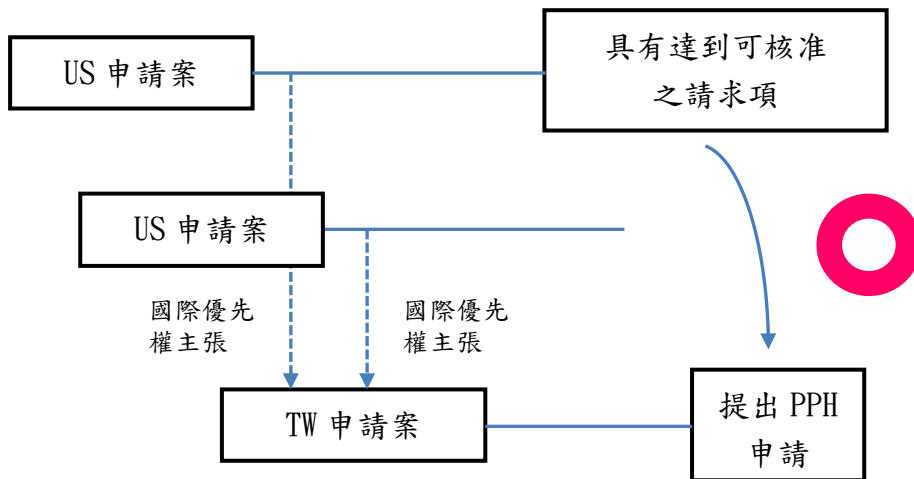 US 申請案
具有達到可核准
之請求項
US 申請案
國際優先
權主張
國際優先
權主張
TW 申請案
提出 PPH
申請